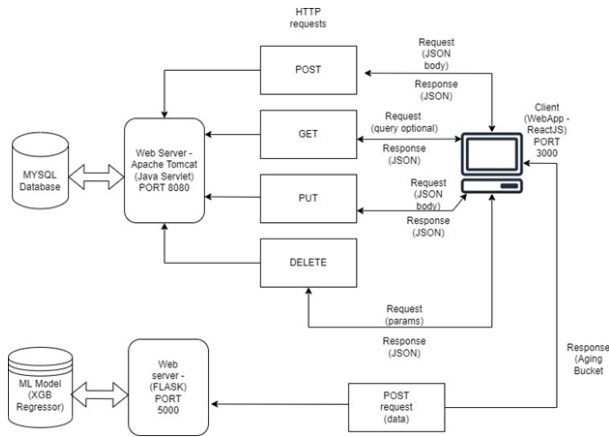 HTTP
requests
POST
Request
(JSON
body)
Response
(JSON)
GET
Request
(query optional)
Response
(JSON)
Client
(WebApp -
ReactJS)
PORT
3000
MYSQL
Database
Web Server -
Apache Tomcat
(Java Servlet)
PORT 8080
PUT
Request
(JSON
body)
Response
(JSON)
DELETE
Request
(params)
Response
(JSON)
ML Model
(XGB
Regressor)
Web
server -
(FLASK)
PORT
5000
POST
request
(data)
Response
(Aging
Bucket